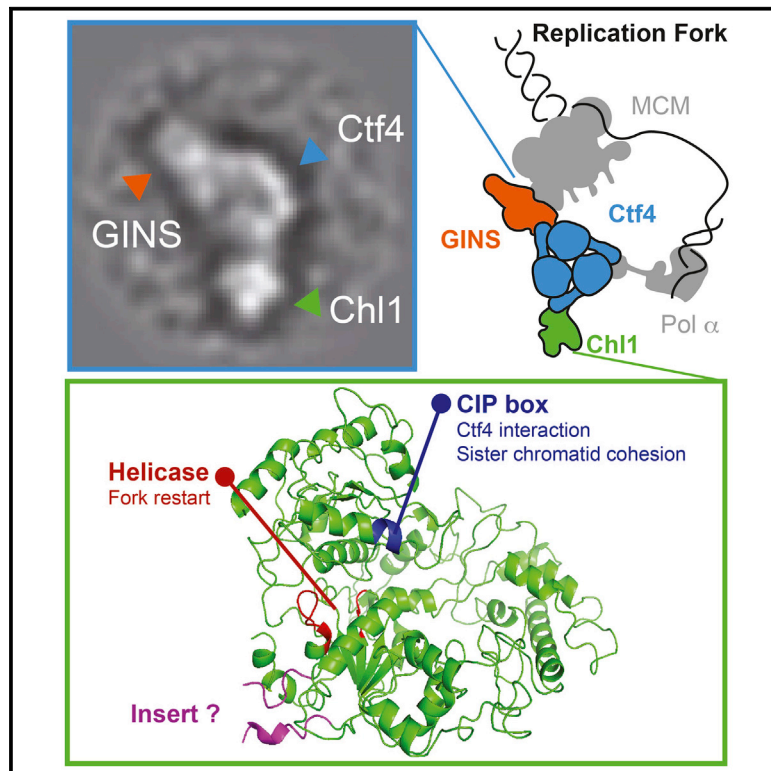 Replication Fork
MCM
Ctf4
GINS
Chl1
Ctf4
GINS
Pol α
Chl1
CIP box
Ctf4 interaction
Sister chromatid cohesion
Helicase
Fork restart
Insert ?